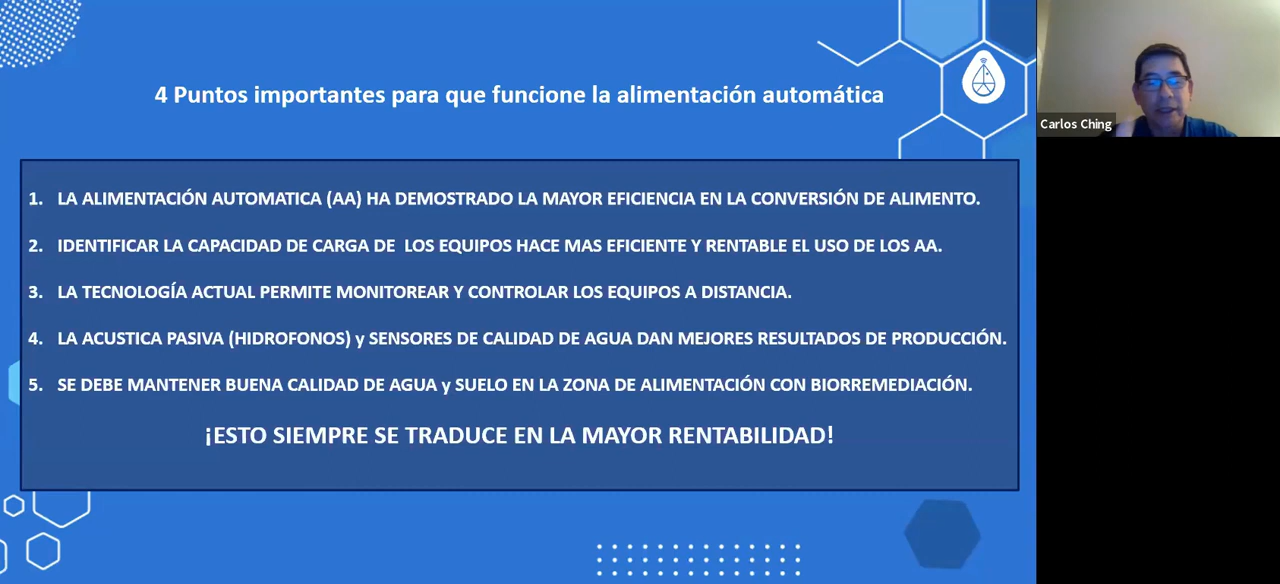 4 Puntos importantes para que funcione la alimentación automática
1. LA ALIMENTACIÓN AUTOMATICA (AA) HA DEMOSTRADO LA MAYOR EFICIENCIA EN LA CONVERSIÓN DE ALIMENTO.
2. IDENTIFICAR LA CAPACIDAD DE CARGA DE LOS EQUIPOS HACE MAS EFICIENTE Y RENTABLE EL USO DE LOS AA.
3. LA TECNOLOGÍA ACTUAL PERMITE MONITOREAR Y CONTROLAR LOS EQUIPOS A DISTANCIA.
4. LA ACUSTICA PASIVA (HIDROFONOS) y SENSORES DE CALIDAD DE AGUA DAN MEJORES RESULTADOS DE PRODUCCIÓN.
5. SE DEBE MANTENER BUENA CALIDAD DE AGUA y SUELO EN LA ZONA DE ALIMENTACIÓN CON BIORREMEDIACIÓN.
¡ESTO SIEMPRE SE TRADUCE EN LA MAYOR RENTABILIDAD!
Carlos Ching